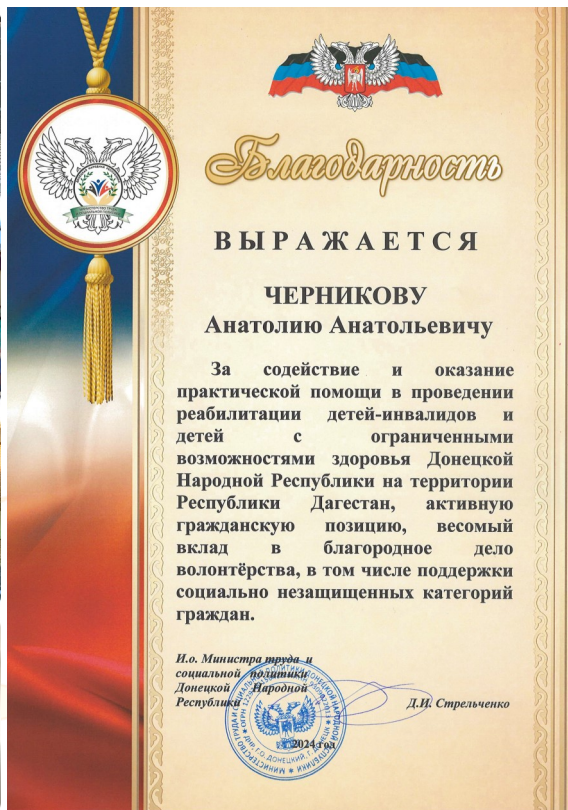 Благодарность
ВЫРАЖАЕТСЯ
ЧЕРНИКОВУ
Анатолию Анатольевичу
За содействие и оказание
практической помощи в проведении
реабилитации детей-инвалидов и
детей с ограниченными
возможностями здоровья Донецкой
Народной Республики на территории
Республики Дагестан, активную
гражданскую позицию, весомый
вклад в благородное дело
волонтёрства, в том числе поддержки
социально незащищенных категорий
граждан.
И.о. Министра труда и
социальной политики
Донецкой Народной
Республики
Д.И. Стрельченко
2024 год